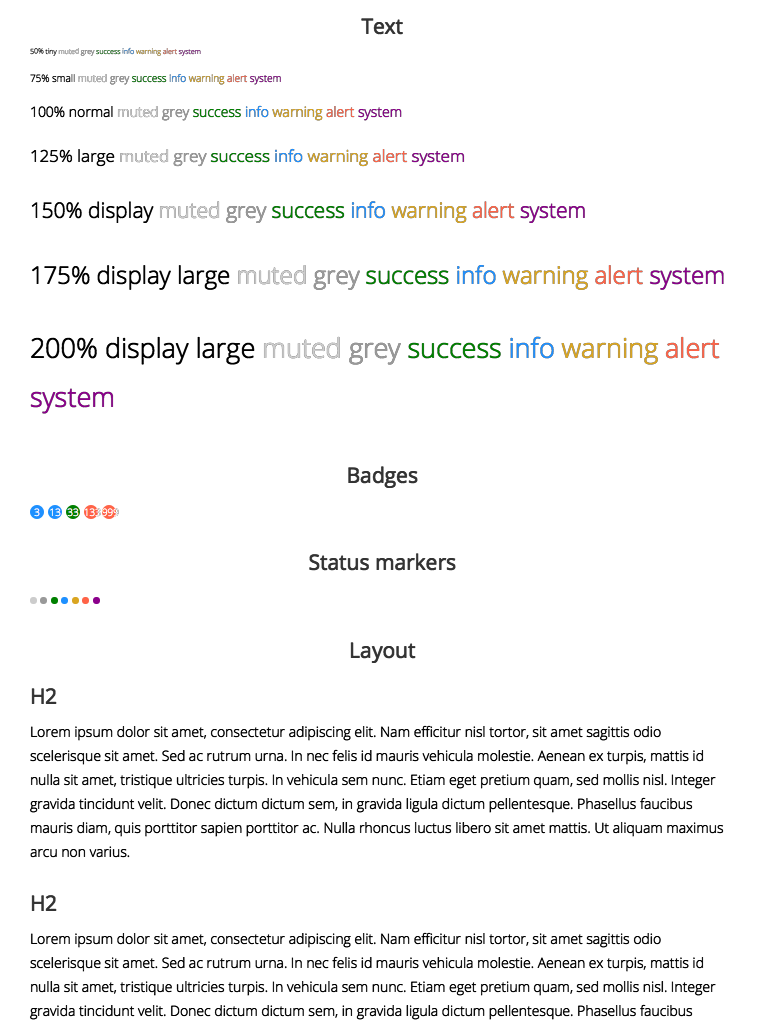 Text
50% tiny muted grey success info warning alert system
75% small muted grey success info warning alert system
100% normal muted grey success info warning alert system
125% large muted grey success info warning alert system
150% display muted grey success info warning alert system
175% display large muted grey success info warning alert system
200% display large muted grey success info warning alert
system
Badges
3 13 33 133 999
Status markers
Layout
H2
Lorem ipsum dolor sit amet, consectetur adipiscing elit. Nam efficitur nisl tortor, sit amet sagittis odio
scelerisque sit amet. Sed ac rutrum urna. In nec felis id mauris vehicula molestie. Aenean ex turpis, mattis id
nulla sit amet, tristique ultricies turpis. In vehicula sem nunc. Etiam eget pretium quam, sed mollis nisl. Integer
gravida tincidunt velit. Donec dictum dictum sem, in gravida ligula dictum pellentesque. Phasellus faucibus
mauris diam, quis porttitor sapien porttitor ac. Nulla rhoncus luctus libero sit amet mattis. Ut aliquam maximus
arcu non varius.
H2
Lorem ipsum dolor sit amet, consectetur adipiscing elit. Nam efficitur nisl tortor, sit amet sagittis odio
scelerisque sit amet. Sed ac rutrum urna. In nec felis id mauris vehicula molestie. Aenean ex turpis, mattis id
nulla sit amet, tristique ultricies turpis. In vehicula sem nunc. Etiam eget pretium quam, sed mollis nisl. Integer
gravida tincidunt velit. Donec dictum dictum sem, in gravida ligula dictum pellentesque. Phasellus faucibus